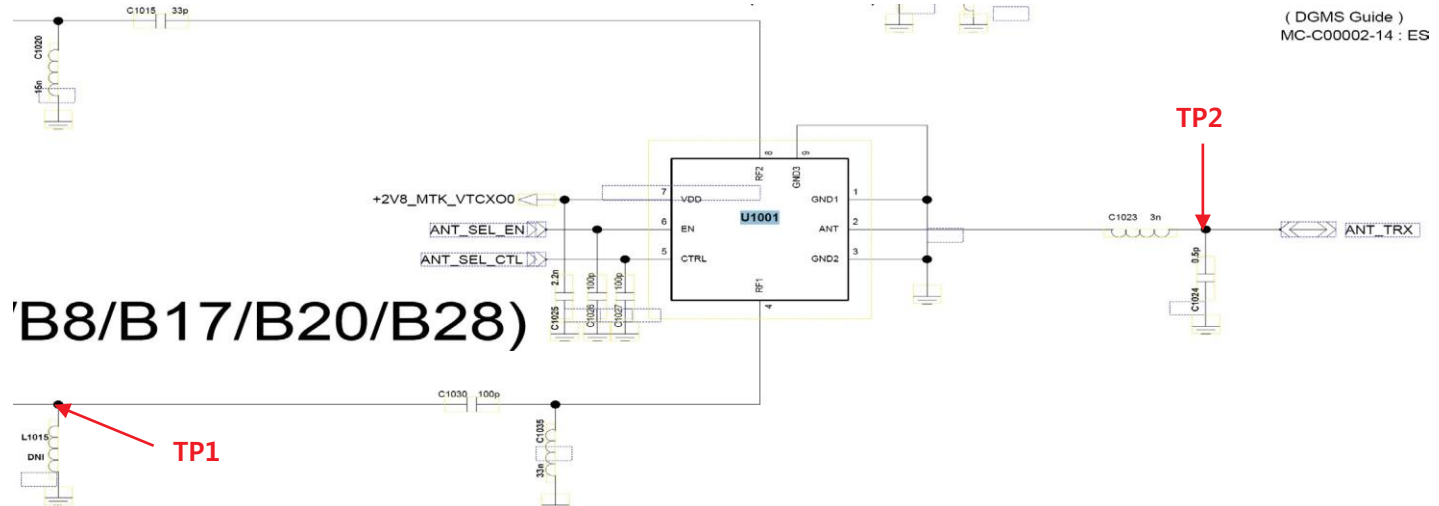 C1015 33p
( DGMS Guide )
MC-C00002-14 : ES
C1020
15n
TP2
8
9
RF2
GND3
+2V8_MTK_VTCXO0
7
VDD
GND1
1
U1001
ANT_SEL_EN
6
EN
ANT
2
C1023 3n
ANT_TRX
ANT_SEL_CTL
5
CTRL
GND2
3
RF1
4
2.2n
100p
100p
C1025
C1026
C1027
0.5p
C1024
/B8/B17/B20/B28)
C1030 100p
L1015
DNI
TP1
C1035
33n